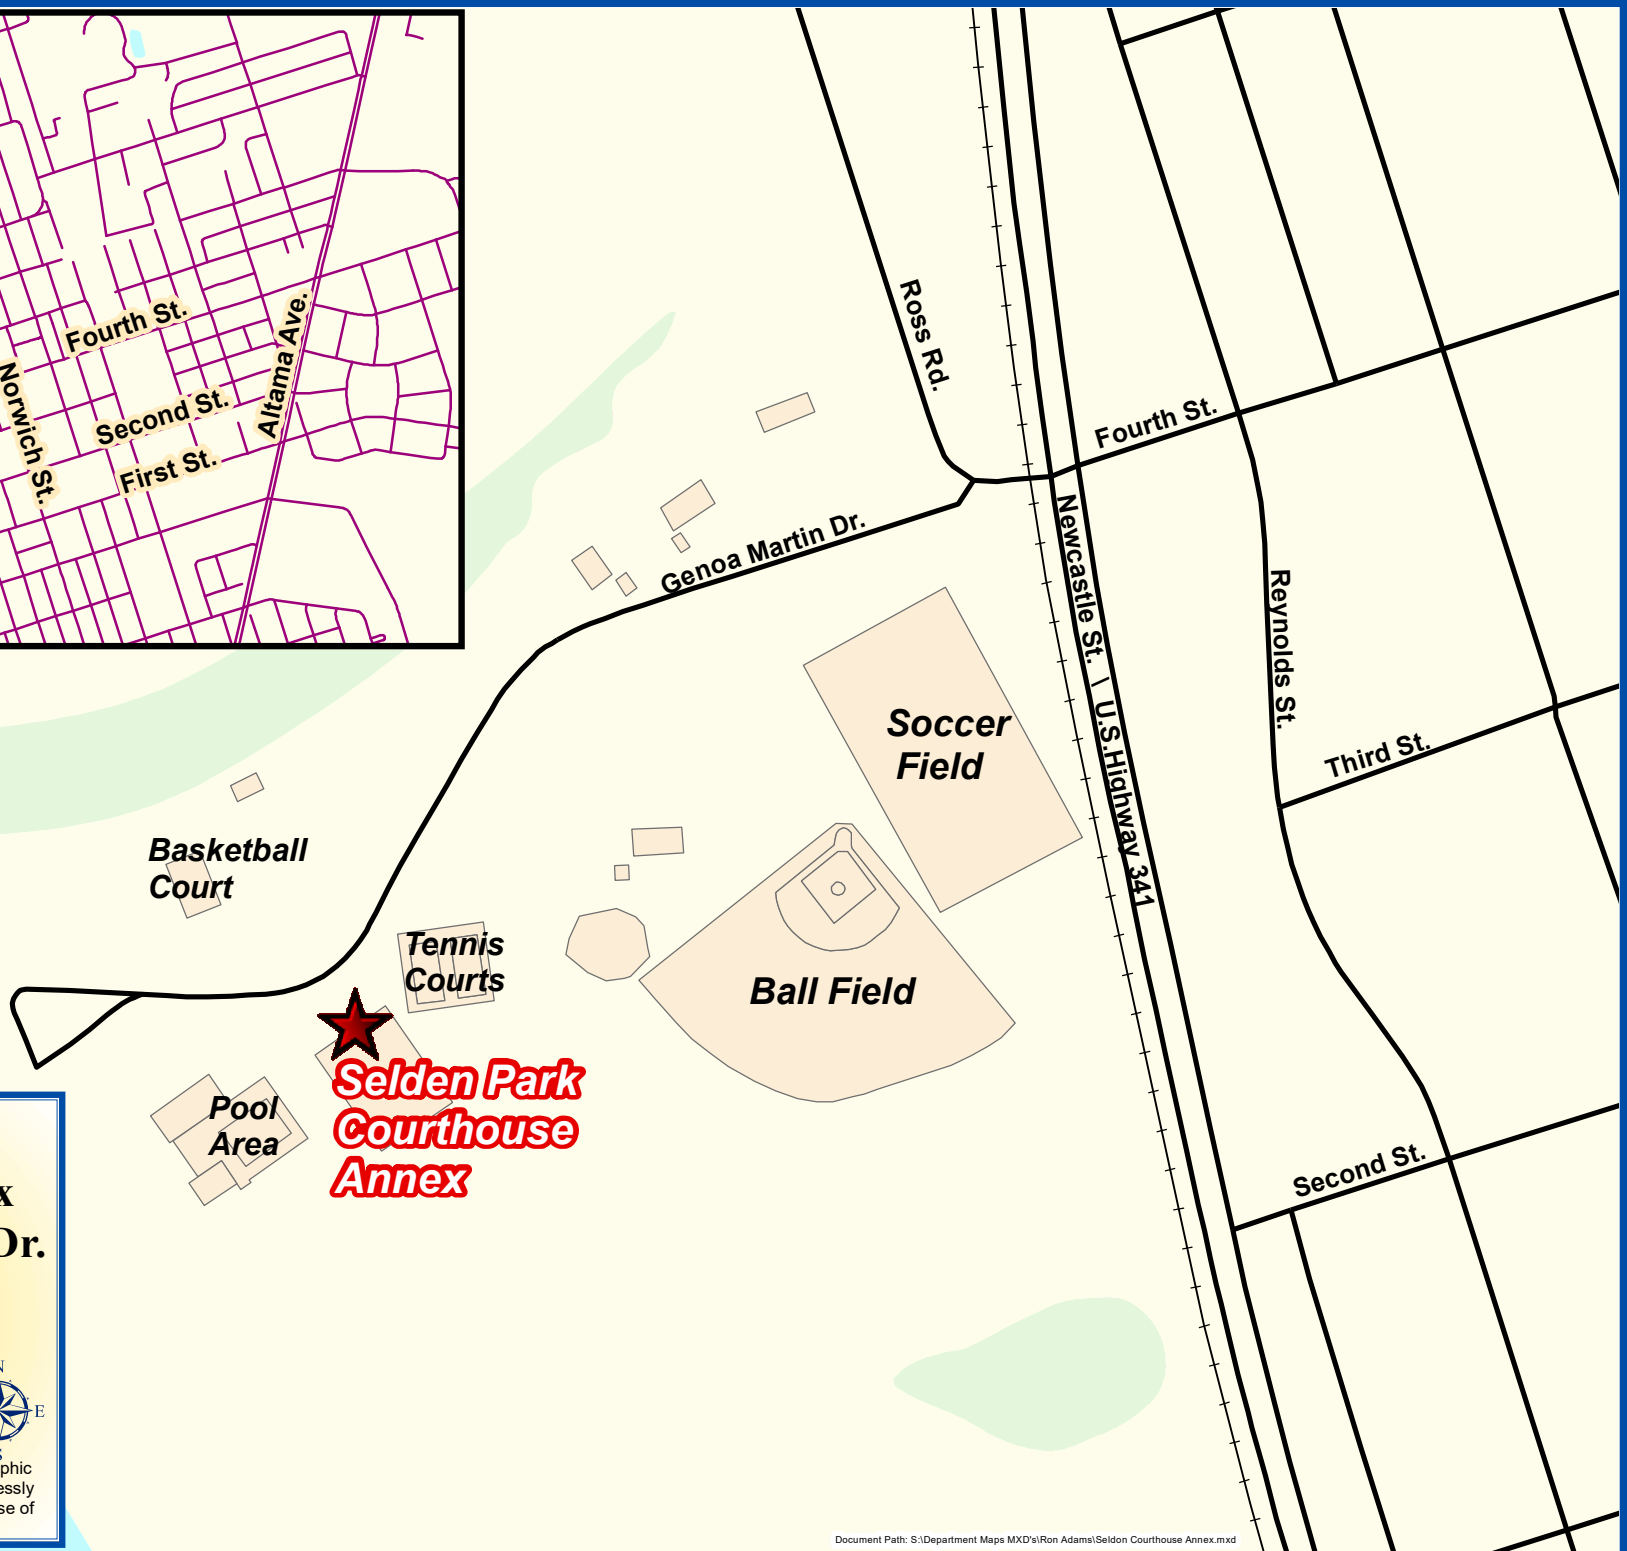 Fourth St.
Altama Ave.
Norwich St.
Second St.
First St.
Ross Rd.
Fourth St.
Genoa Martin Dr.
Newcastle St. \ U.S.Highway 341
Reynolds St.
Third St.
Soccer
Field
Basketball
Court
Tennis
Courts
Ball Field
Selden Park
Courthouse
Annex
Pool
Area
Second St.
x
Dr.
N
E
S
phic
essly
se of
Document Path: S:\Department Maps MXD's\Ron Adams\Seldon Courthouse Annex.mxd